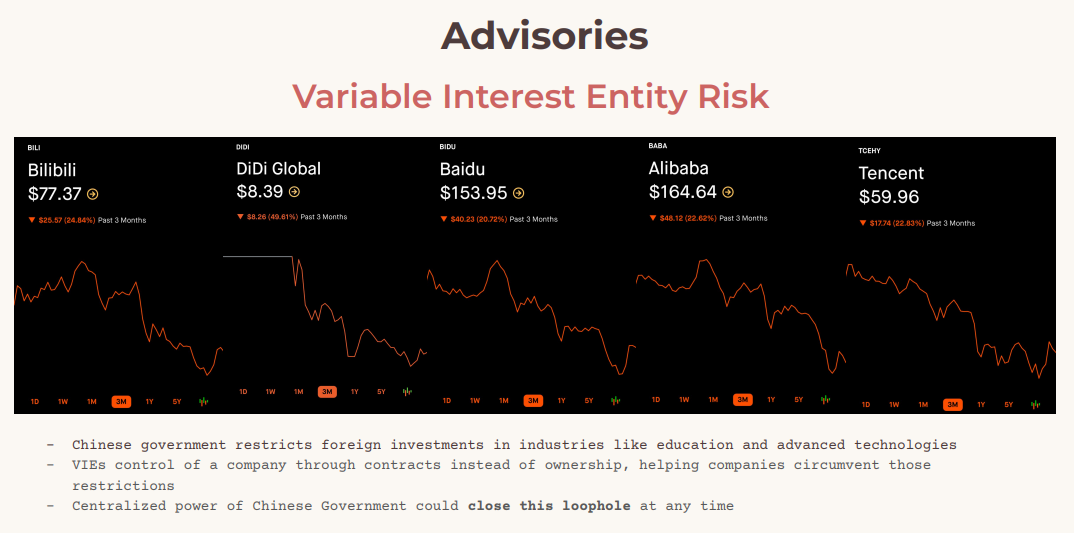 Advisories
Variable Interest Entity Risk
BILI
Bilibili
$77.37
▼ $25.57 (24.84%) Past 3 Months
1D 1W 1M 3M 1Y 5Y
DIDI
DiDi Global
$8.39
▼ $8.26 (49.61%) Past 3 Months
1D 1W 1M 3M 1Y 5Y
BIDU
Baidu
$153.95
▼ $40.23 (20.72%) Past 3 Months
1D 1W 1M 3M 1Y 5Y
BABA
Alibaba
$164.64
▼ $48.12 (22.62%) Past 3 Months
1D 1W 1M 3M 1Y 5Y
TCEHY
Tencent
$59.96
▼ $17.74 (22.83%) Past 3 Months
1D 1W 1M 3M 1Y 5Y
- Chinese government restricts foreign investments in industries like education and advanced technologies
- VIEs control of a company through contracts instead of ownership, helping companies circumvent those
restrictions
- Centralized power of Chinese Government could close this loophole at any time